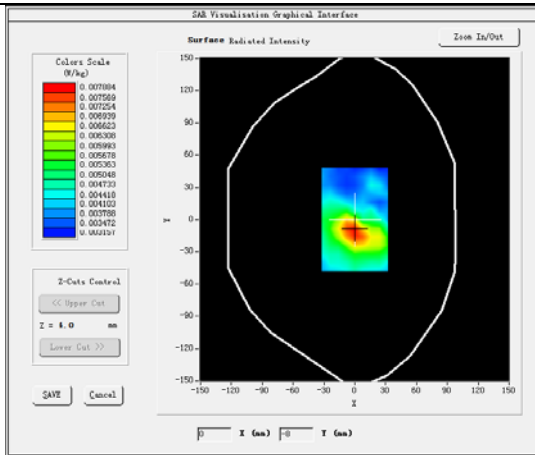 SAR Visualisation Graphical Interface
Surface Radiated Intensity
Zoom In/Out
Colors Scale
(W/kg)
0.007884
0.007569
0.007254
0.006939
0.006623
0.006308
0.005993
0.005678
0.005363
0.005048
0.004733
0.004418
0.004103
0.003788
0.003472
0.003157
150
120
90
60
30
0
-30
-60
-90
-120
-150
Y
-150 -120 -90 -60 -30 0 30 60 90 120 150
X
Z-Cuts Control
<< Upper Cut
Z = 4.0 mm
Lower Cut >>
SAVE
Cancel
0 X (mm) -8 Y (mm)